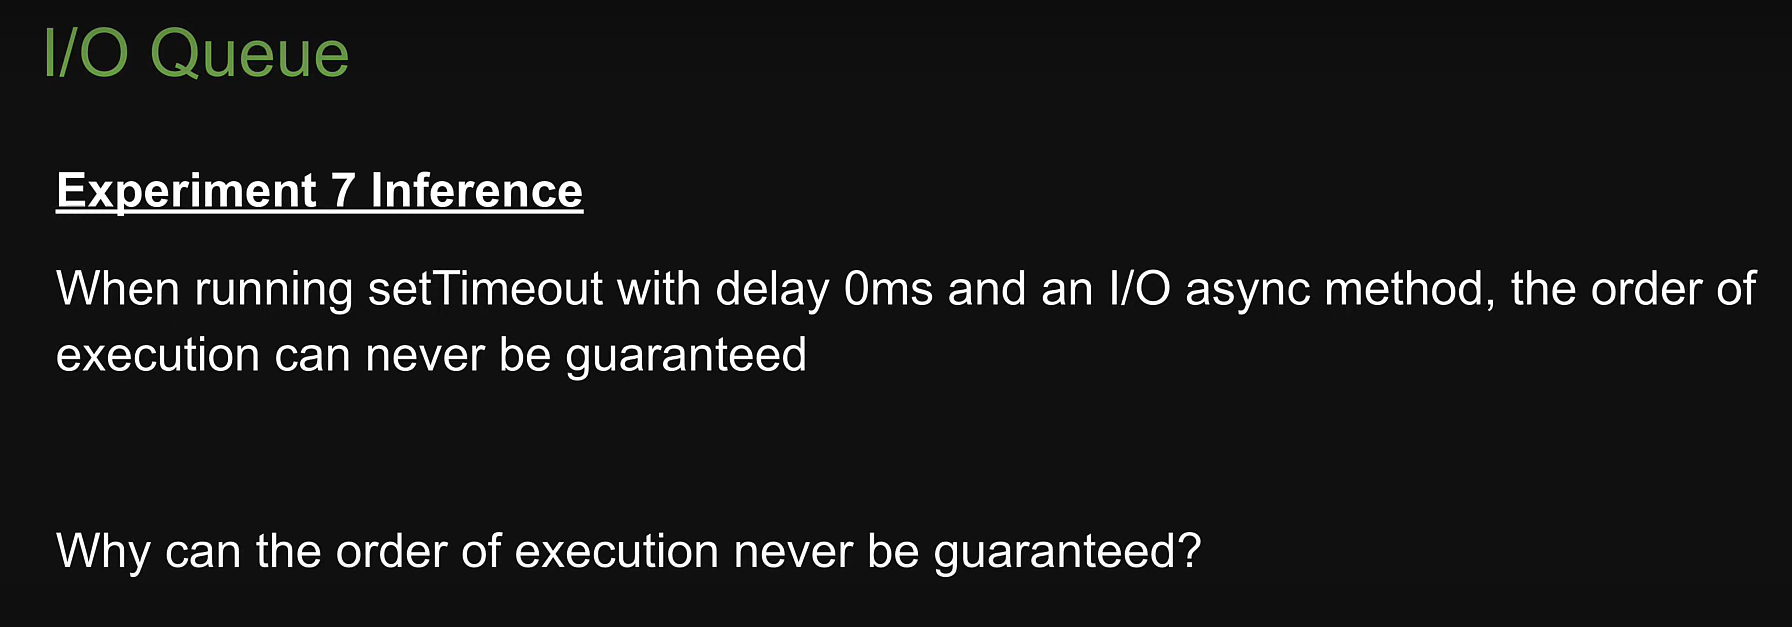 I/O Queue
Experiment 7 Inference
When running setTimeout with delay 0ms and an I/O async method, the order of
execution can never be guaranteed
Why can the order of execution never be guaranteed?